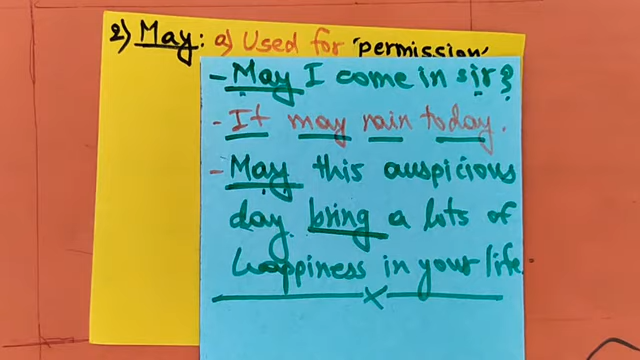 2) May: a) Used for 'permission'
- May I come in sir?
- It may rain today.
- May this auspicious
day bring a lots of
happiness in your life.